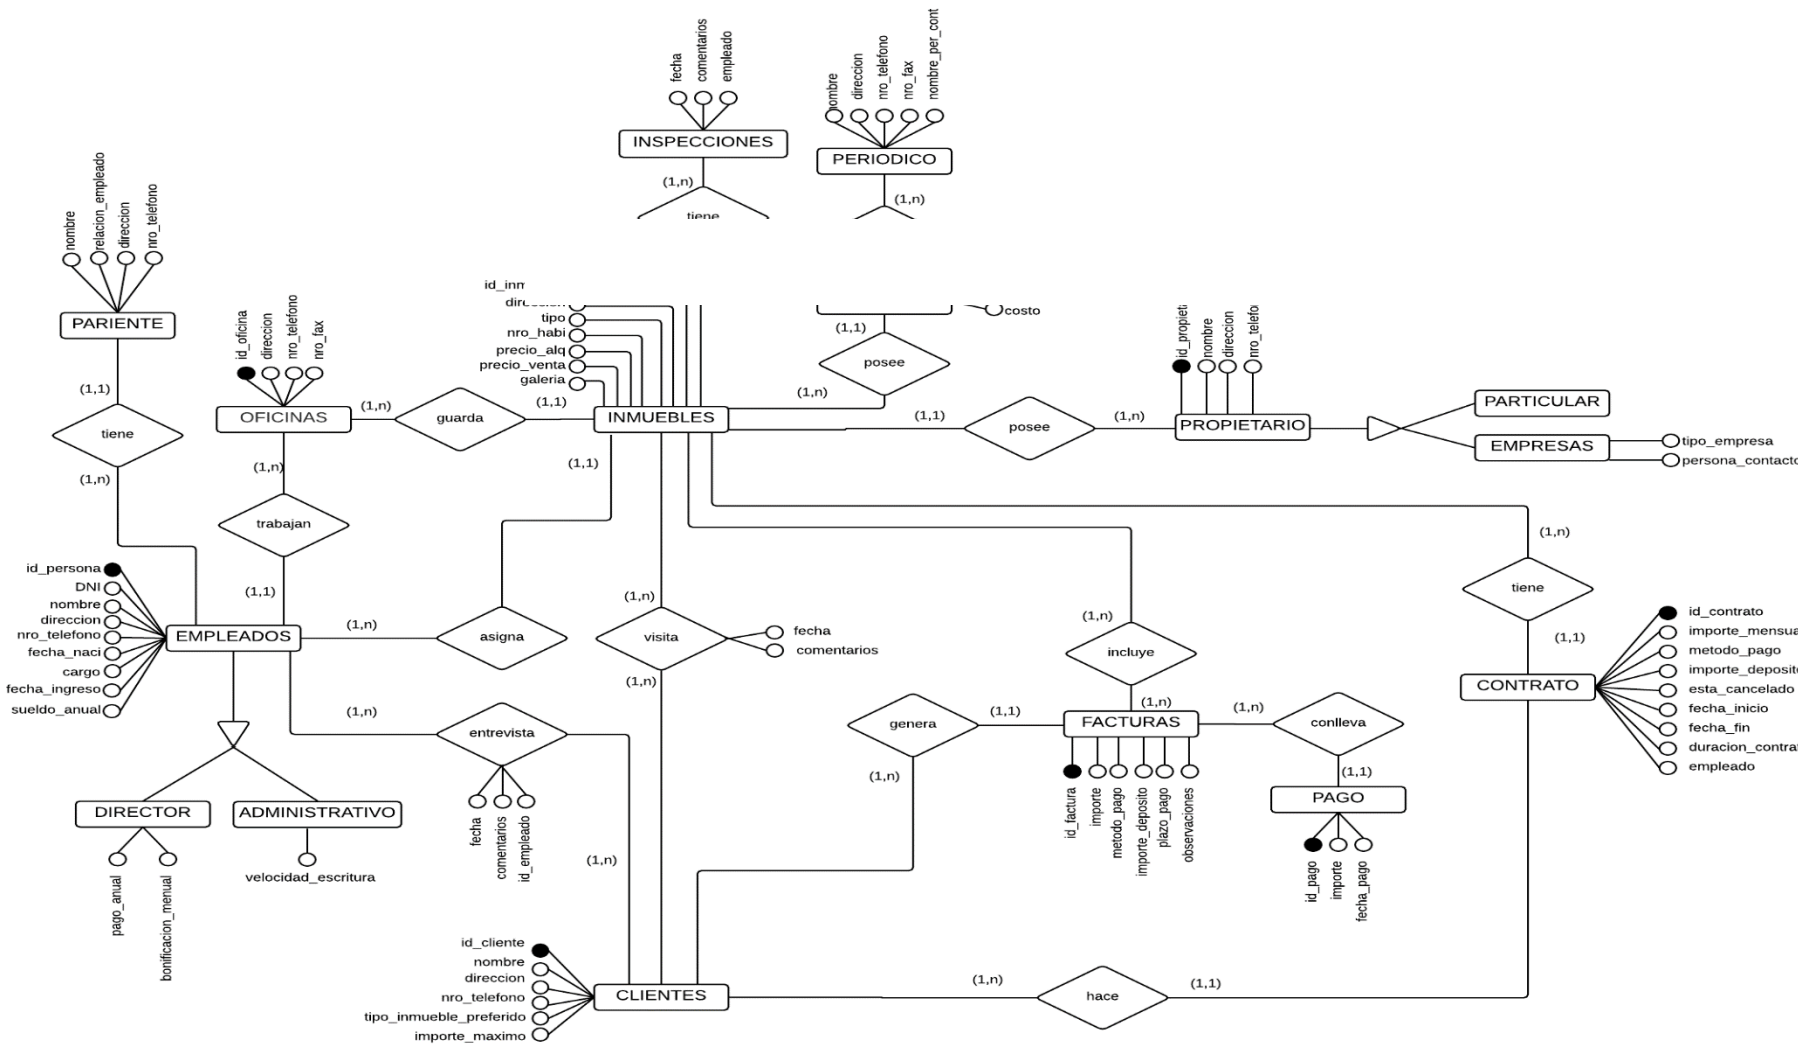 fecha
comentarios
empleado
INSPECCIONES
(1,n)
tiene
nombre
direccion
nro_telefono
nro_fax
nombre_per_cont
PERIODICO
(1,n)
nombre
relacion_empleado
direccion
nro_telefono
PARIENTE
(1,1)
tiene
(1,n)
id_oficina
direccion
nro_telefono
nro_fax
OFICINAS
(1,n)
guarda
(1,1)
tipo
nro_habi
precio_alq
precio_venta
galeria
INMUEBLES
costo
(1,1)
posee
(1,n)
(1,1)
posee
(1,n)
id_propiet
nombre
direccion
nro_telefo
PROPIETARIO
PARTICULAR
EMPRESAS
tipo_empresa
persona_contacto
(1,n)
trabajan
(1,1)
id_persona
DNI
nombre
direccion
nro_telefono
fecha_naci
cargo
fecha_ingreso
sueldo_anual
EMPLEADOS
(1,n)
asigna
(1,1)
(1,n)
visita
(1,n)
fecha
comentarios
(1,n)
incluye
(1,n)
(1,n)
tiene
(1,1)
id_contrato
importe_mensua
metodo_pago
importe_deposito
esta_cancelado
fecha_inicio
fecha_fin
duracion_contrat
empleado
CONTRATO
(1,n)
entrevista
fecha
comentarios
id_empleado
(1,n)
genera
(1,1)
(1,n)
FACTURAS
(1,n)
conlleva
(1,1)
id_factura
importe
metodo_pago
importe_deposito
plazo_pago
observaciones
PAGO
id_pago
importe
fecha_pago
DIRECTOR
ADMINISTRATIVO
pago_anual
bonificacion_menual
velocidad_escritura
id_cliente
nombre
direccion
nro_telefono
tipo_inmueble_preferido
importe_maximo
CLIENTES
(1,n)
hace
(1,1)